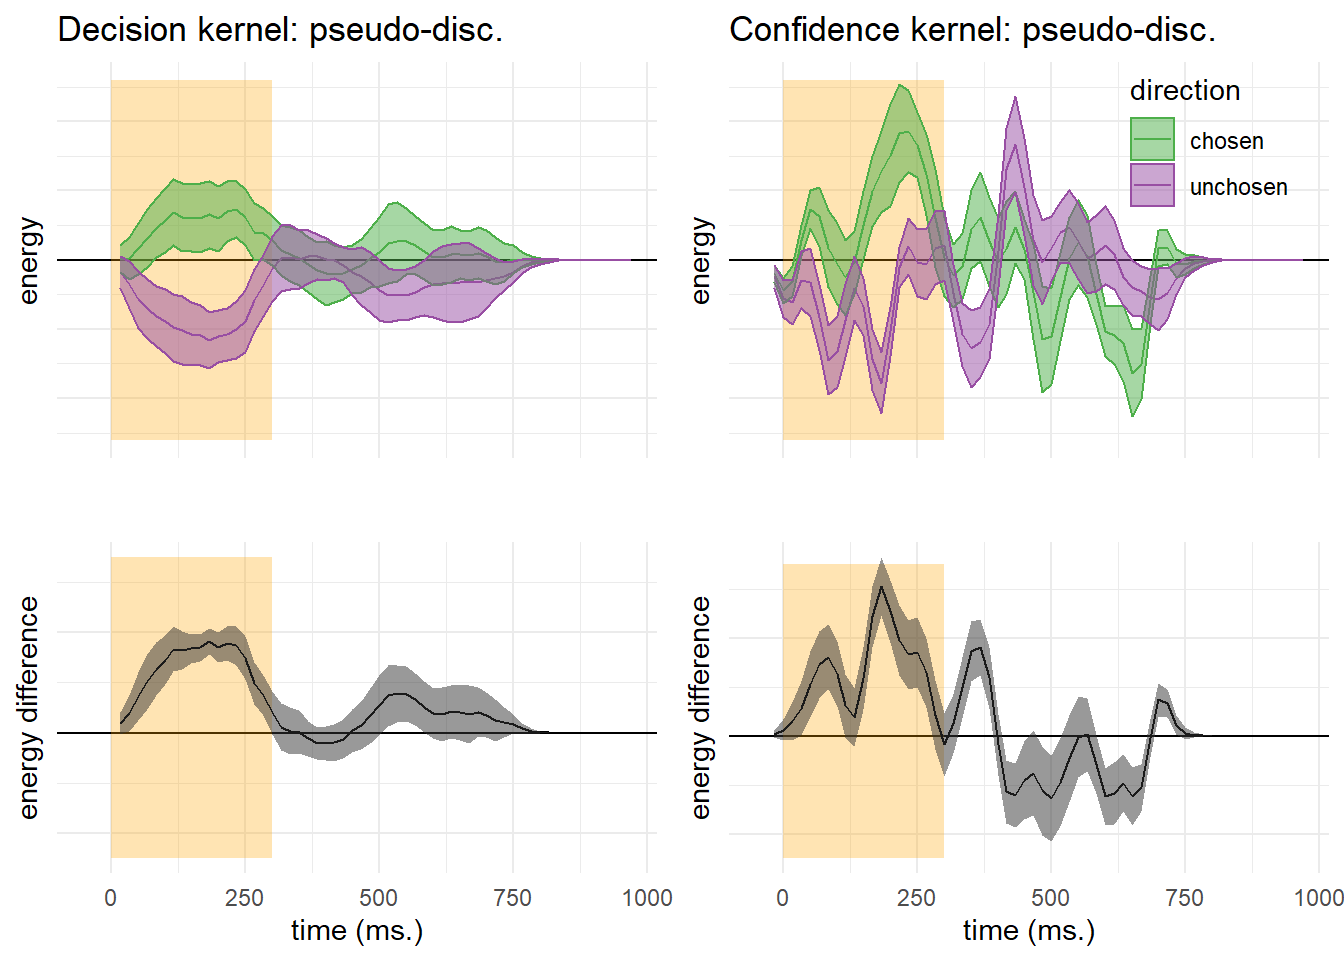 Decision kernel: pseudo-disc.
Confidence kernel: pseudo-disc.
energy
energy
direction
chosen
unchosen
energy difference
energy difference
0 250 500 750 1000
0 250 500 750 1000
time (ms.)
time (ms.)